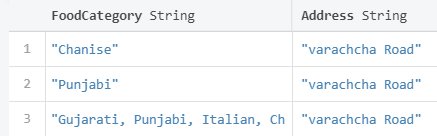 FoodCategory String Address String
1 "Chanise" "varachcha Road"
2 "Punjabi" "varachcha Road"
3 "Gujarati, Punjabi, Italian, Ch "varachcha Road"